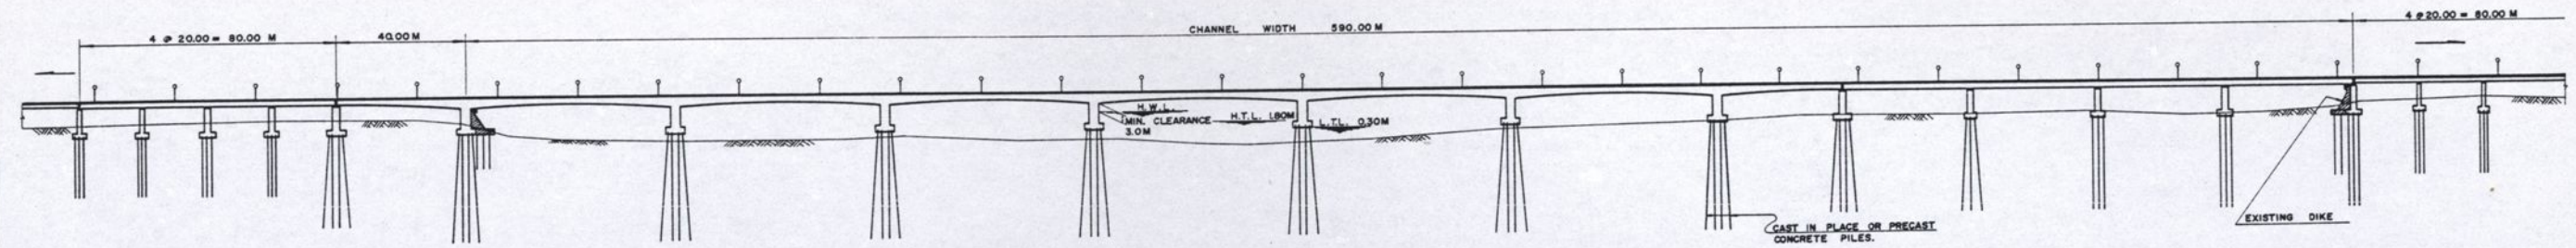 4 @ 20.00 = 80.00 M
40.00 M
CHANNEL WIDTH 590.00 M
4 @ 20.00 = 80.00 M
H.W.L.
MIN. CLEARANCE
3.0M
H.T.L. 1.80M
L.T.L. 0.30M
CAST IN PLACE OR PRECAST
CONCRETE PILES.
EXISTING DIKE